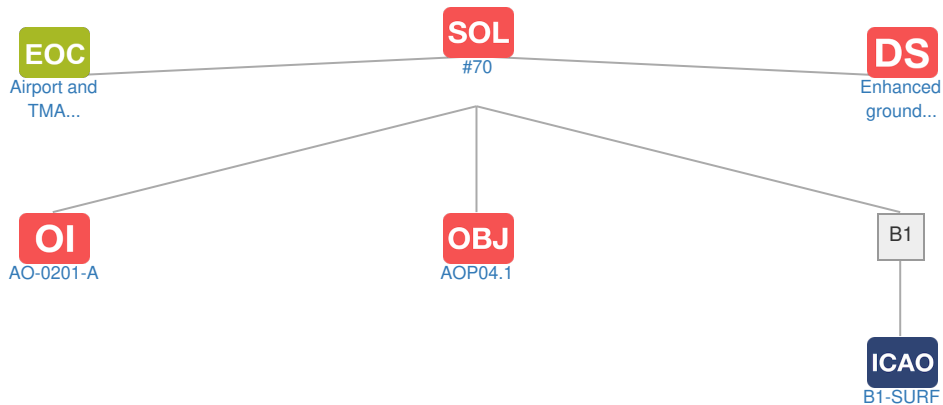 SOL
#70
EOC
Airport and
TMA...
DS
Enhanced
ground...
OI
AO-0201-A
OBJ
AOP04.1
B1
ICAO
B1-SURF